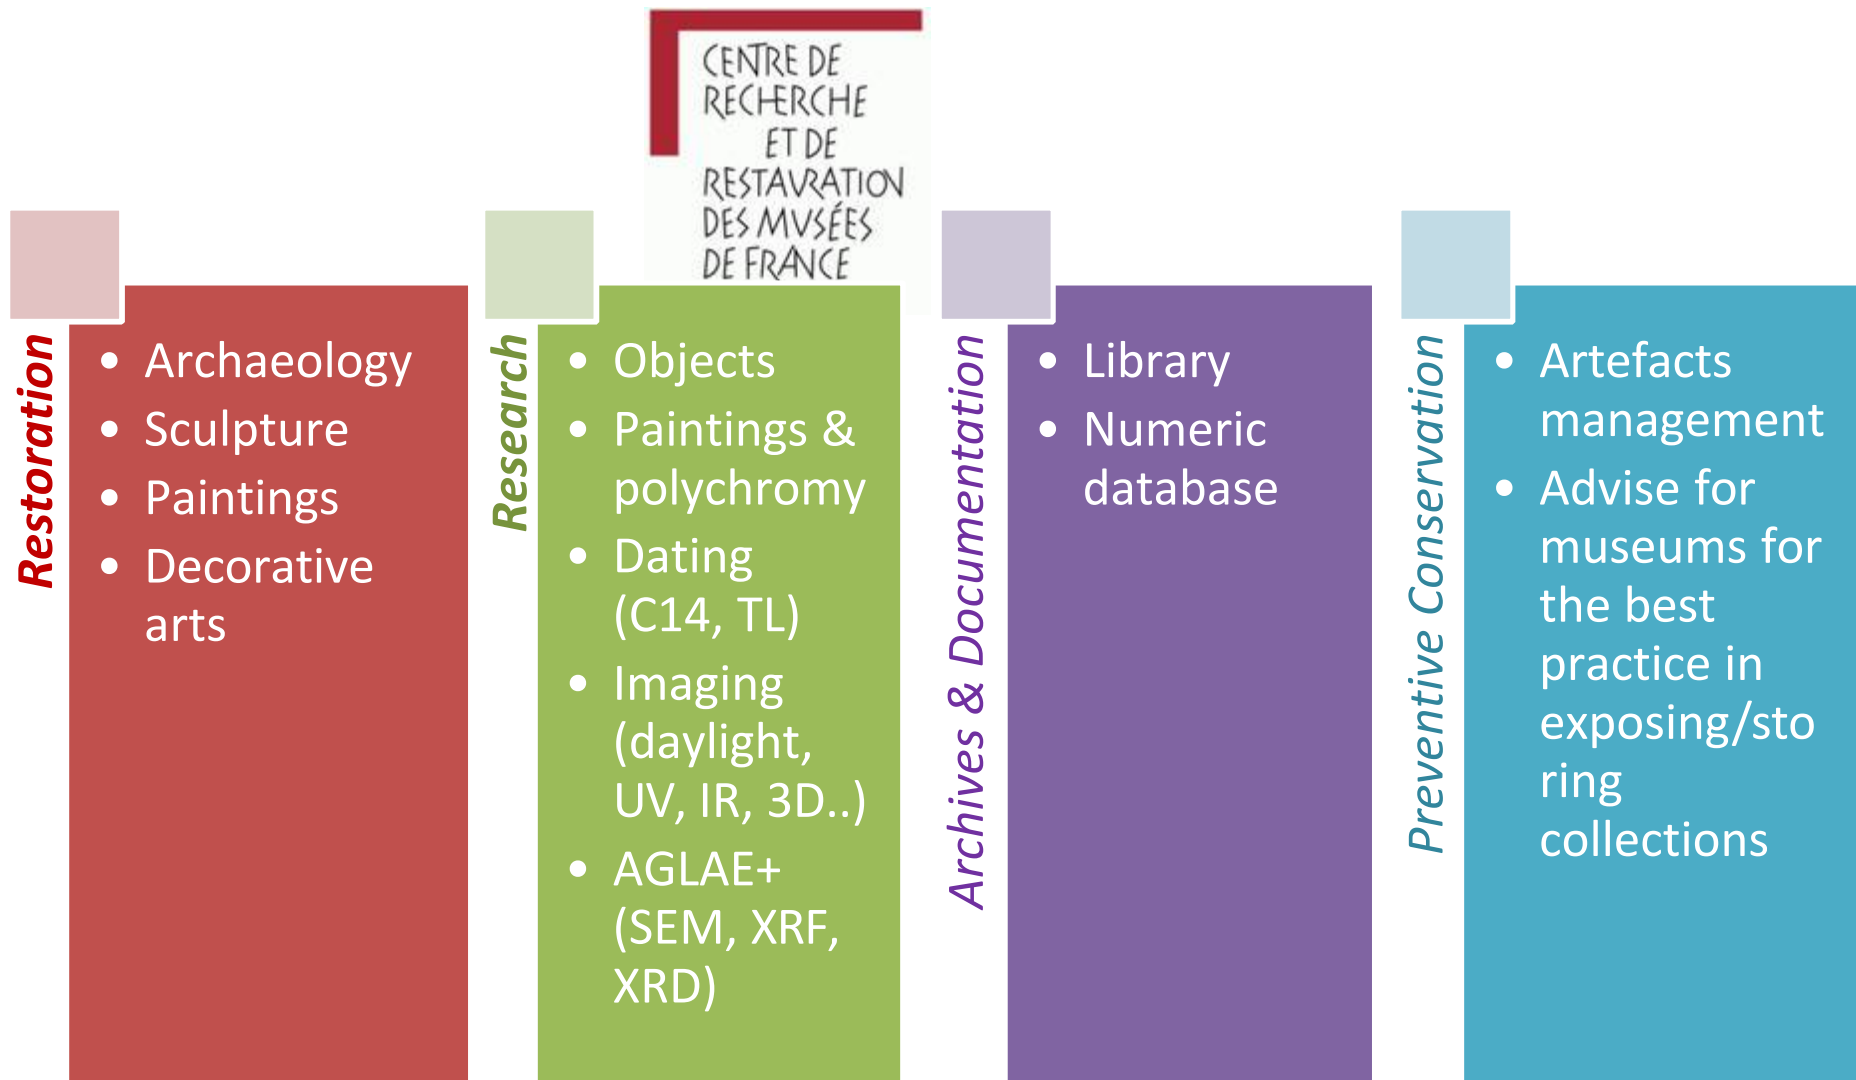 CENTRE DE
RECHERCHE
ET DE
RESTAVRATION
DES MVSÉES
DE FRANCE
Restoration
• Archaeology
• Sculpture
• Paintings
• Decorative
arts
Research
• Objects
• Paintings &
polychromy
• Dating
(C14, TL)
• Imaging
(daylight,
UV, IR, 3D..)
• AGLAE+
(SEM, XRF,
XRD)
Archives & Documentation
• Library
• Numeric
database
Preventive Conservation
• Artefacts
management
• Advise for
museums for
the best
practice in
exposing/sto
ring
collections